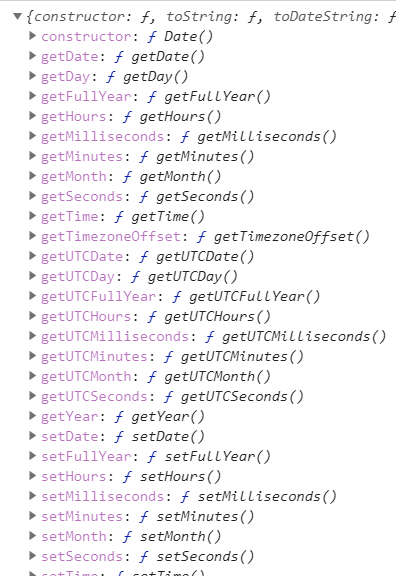 ▼{constructor: ƒ, toString: ƒ, toDateString: ƒ
▶constructor: ƒ Date()
▶getDate: ƒ getDate()
▶getDay: ƒ getDay()
▶getFullYear: ƒ getFullYear()
▶getHours: ƒ getHours()
▶getMilliseconds: ƒ getMilliseconds()
▶getMinutes: ƒ getMinutes()
▶getMonth: ƒ getMonth()
▶getSeconds: ƒ getSeconds()
▶getTime: ƒ getTime()
▶getTimezoneOffset: ƒ getTimezoneOffset()
▶getUTCDate: ƒ getUTCDate()
▶getUTCDay: ƒ getUTCDay()
▶getUTCFullYear: ƒ getUTCFullYear()
▶getUTCHours: ƒ getUTCHours()
▶getUTCMilliseconds: ƒ getUTCMilliseconds()
▶getUTCMinutes: ƒ getUTCMinutes()
▶getUTCMonth: ƒ getUTCMonth()
▶getUTCSeconds: ƒ getUTCSeconds()
▶getYear: ƒ getYear()
▶setDate: ƒ setDate()
▶setFullYear: ƒ setFullYear()
▶setHours: ƒ setHours()
▶setMilliseconds: ƒ setMilliseconds()
▶setMinutes: ƒ setMinutes()
▶setMonth: ƒ setMonth()
▶setSeconds: ƒ setSeconds()
▶setTime: ƒ setTime()